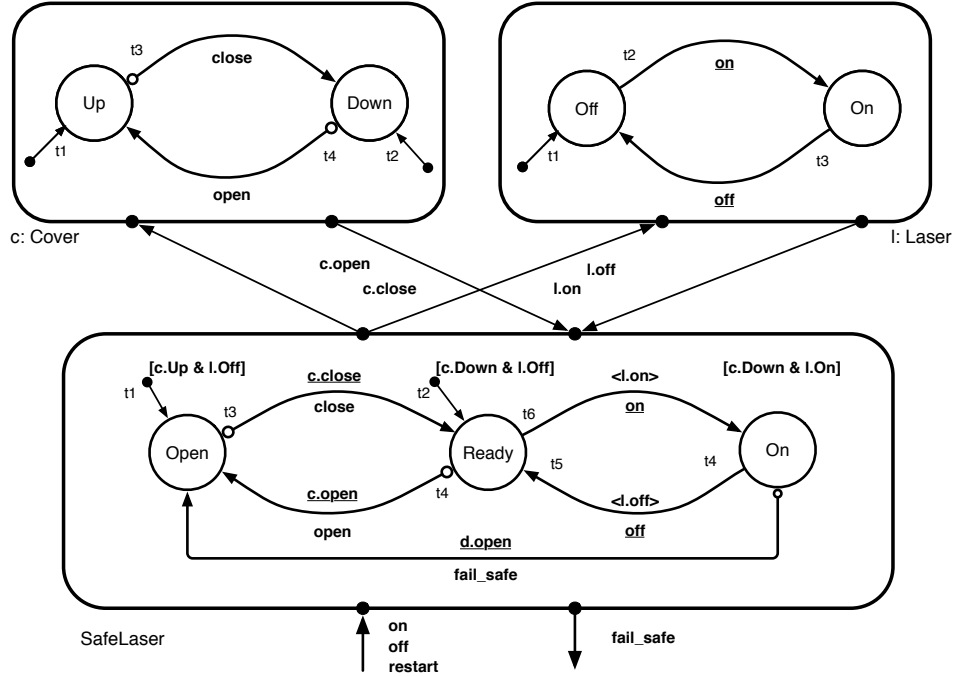 t3
close
Up
Down
t1
t4
t2
open
c: Cover
t2
on
Off
On
t1
t3
off
l: Laser
c.open
c.close
l.off
l.on
[c.Up & l.Off]
[c.Down & l.Off]
[c.Down & l.On]
t1
c.close
t2
<l.on>
t3
close
t6
on
Open
Ready
On
t5
t4
c.open
t4
<l.off>
open
off
d.open
fail_safe
SafeLaser
on
off
restart
fail_safe